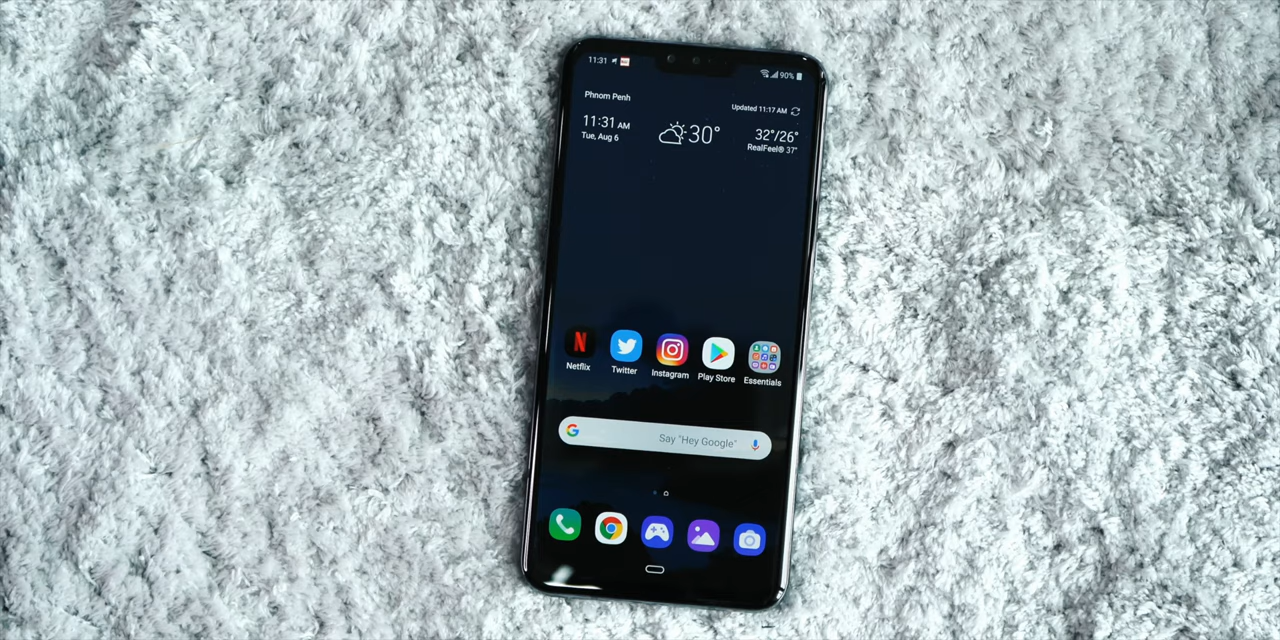 11:31
90%
Phnom Penh
Updated 11:17 AM
11:31 AM
Tue, Aug 6
30°
32°/26°
RealFeel® 37°
Netflix
Twitter
Instagram
Play Store
Essentials
Say "Hey Google"